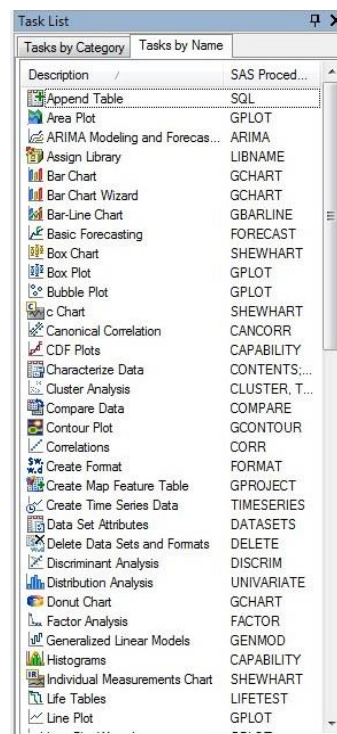 Task List
Tasks by Category Tasks by Name
Description SAS Proced...
Append Table SQL
Area Plot GPLOT
ARIMA Modeling and Forecas... ARIMA
Assign Library LIBNAME
Bar Chart GCHART
Bar Chart Wizard GCHART
Bar-Line Chart GBARLINE
Basic Forecasting FORECAST
Box Chart SHEWHART
Box Plot GPLOT
Bubble Plot GPLOT
c Chart SHEWHART
Canonical Correlation CANCORR
CDF Plots CAPABILITY
Characterize Data CONTENTS;...
Cluster Analysis CLUSTER, T...
Compare Data COMPARE
Contour Plot GCONTOUR
Correlations CORR
Create Format FORMAT
Create Map Feature Table GPROJECT
Create Time Series Data TIMESERIES
Data Set Attributes DATASETS
Delete Data Sets and Formats DELETE
Discriminant Analysis DISCRIM
Distribution Analysis UNIVARIATE
Donut Chart GCHART
Factor Analysis FACTOR
Generalized Linear Models GENMOD
Histograms CAPABILITY
Individual Measurements Chart SHEWHART
Life Tables LIFETEST
Line Plot GPLOT